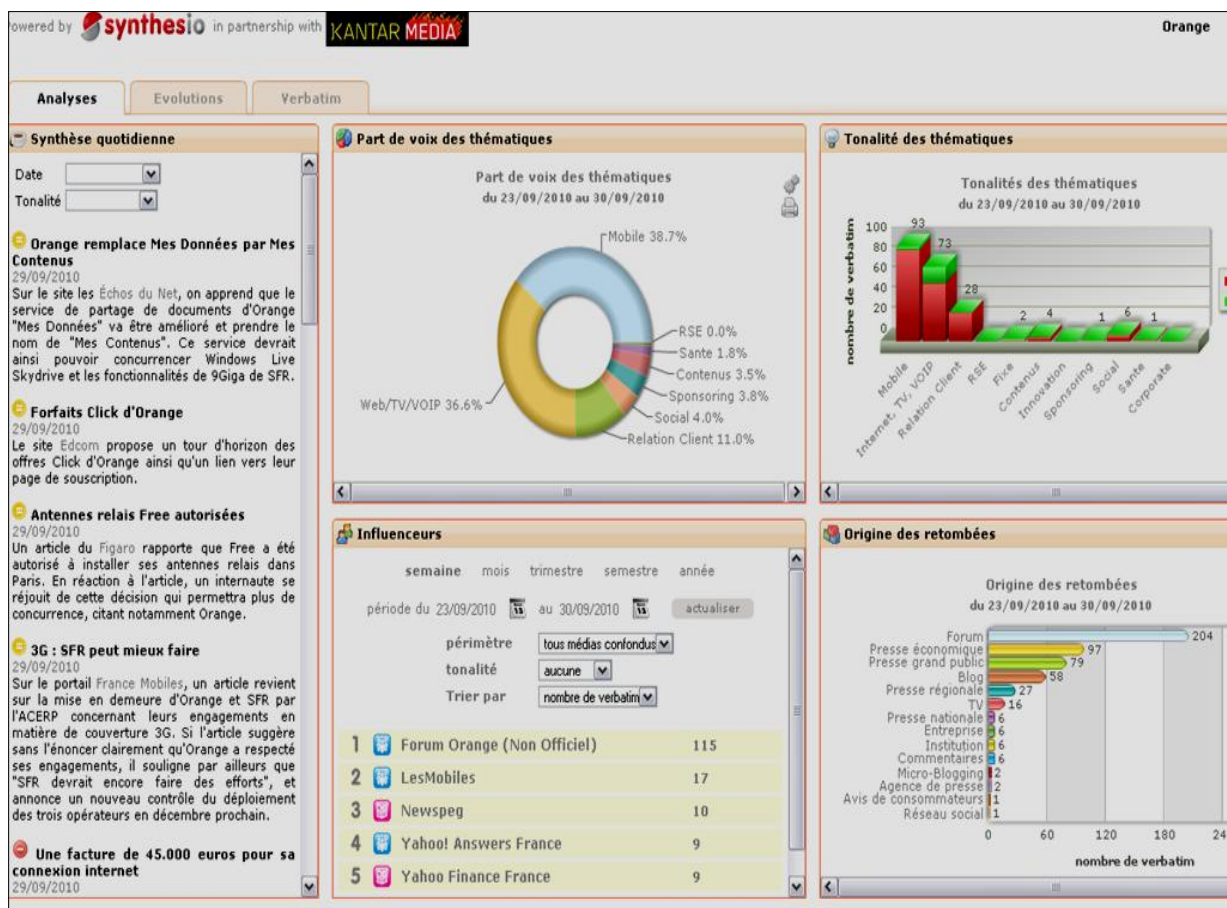 owered by synthesio in partnership with KANTAR MEDIA
Orange
Analyses
Evolutions
Verbatim
Synthèse quotidienne
Date
Tonalité
Orange remplace Mes Données par Mes
Contenus
29/09/2010
Sur le site les Échos du Net, on apprend que le
service de partage de documents d'Orange
"Mes Données" va être amélioré et prendre le
nom de "Mes Contenus". Ce service devrait
ainsi pouvoir concurrencer Windows Live
Skydrive et les fonctionnalités de 9Giga de SFR.
Forfaits Click d'Orange
29/09/2010
Le site Edcom propose un tour d'horizon des
offres Click d'Orange ainsi qu'un lien vers leur
page de souscription.
Antennes relais Free autorisées
29/09/2010
Un article du Figaro rapporte que Free a été
autorisé à installer ses antennes relais dans
Paris. En réaction à l'article, un internaute se
réjouit de cette décision qui permettra plus de
concurrence, citant notamment Orange.
3G : SFR peut mieux faire
29/09/2010
Sur le portail France Mobiles, un article revient
sur la mise en demeure d'Orange et SFR par
l'ACERP concernant leurs engagements en
matière de couverture 3G. Si l'article suggère
sans l'énoncer clairement qu'Orange a respecté
ses engagements, il souligne par ailleurs que
"SFR devrait encore faire des efforts", et
annonce un nouveau contrôle du déploiement
des trois opérateurs en décembre prochain.
Une facture de 45.000 euros pour sa
connexion internet
29/09/2010
Part de voix des thématiques
Part de voix des thématiques
du 23/09/2010 au 30/09/2010
Mobile 38.7%
RSE 0.0%
Sante 1.8%
Contenus 3.5%
Sponsoring 3.8%
Social 4.0%
Relation Client 11.0%
Web/TV/VOIP 36.6%
Tonalité des thématiques
Tonalités des thématiques
du 23/09/2010 au 30/09/2010
nombre de verbatim
100
80
60
40
20
0
93
73
28
2
4
1
6
1
Mobile
Internet, TV, VOIP
Relation Client
RSE
Fixe
Contenus
Innovation
Sponsoring
Social
Sante
Corporate
Influenceurs
semaine mois trimestre semestre année
période du 23/09/2010 au 30/09/2010 actualiser
périmètre tous médias confondus
tonalité aucune
Trier par nombre de verbatim
1 Forum Orange (Non Officiel) 115
2 LesMobiles 17
3 Newspeg 10
4 Yahoo! Answers France 9
5 Yahoo Finance France 9
Origine des retombées
Origine des retombées
du 23/09/2010 au 30/09/2010
Forum 204
Presse économique 97
Presse grand public 79
Blog 58
Presse régionale 27
TV 16
Presse nationale 6
Entreprise 6
Institution 6
Commentaires 6
Micro-Blogging 2
Agence de presse 2
Avis de consommateurs 1
Réseau social 1
0 60 120 180 24
nombre de verbatim